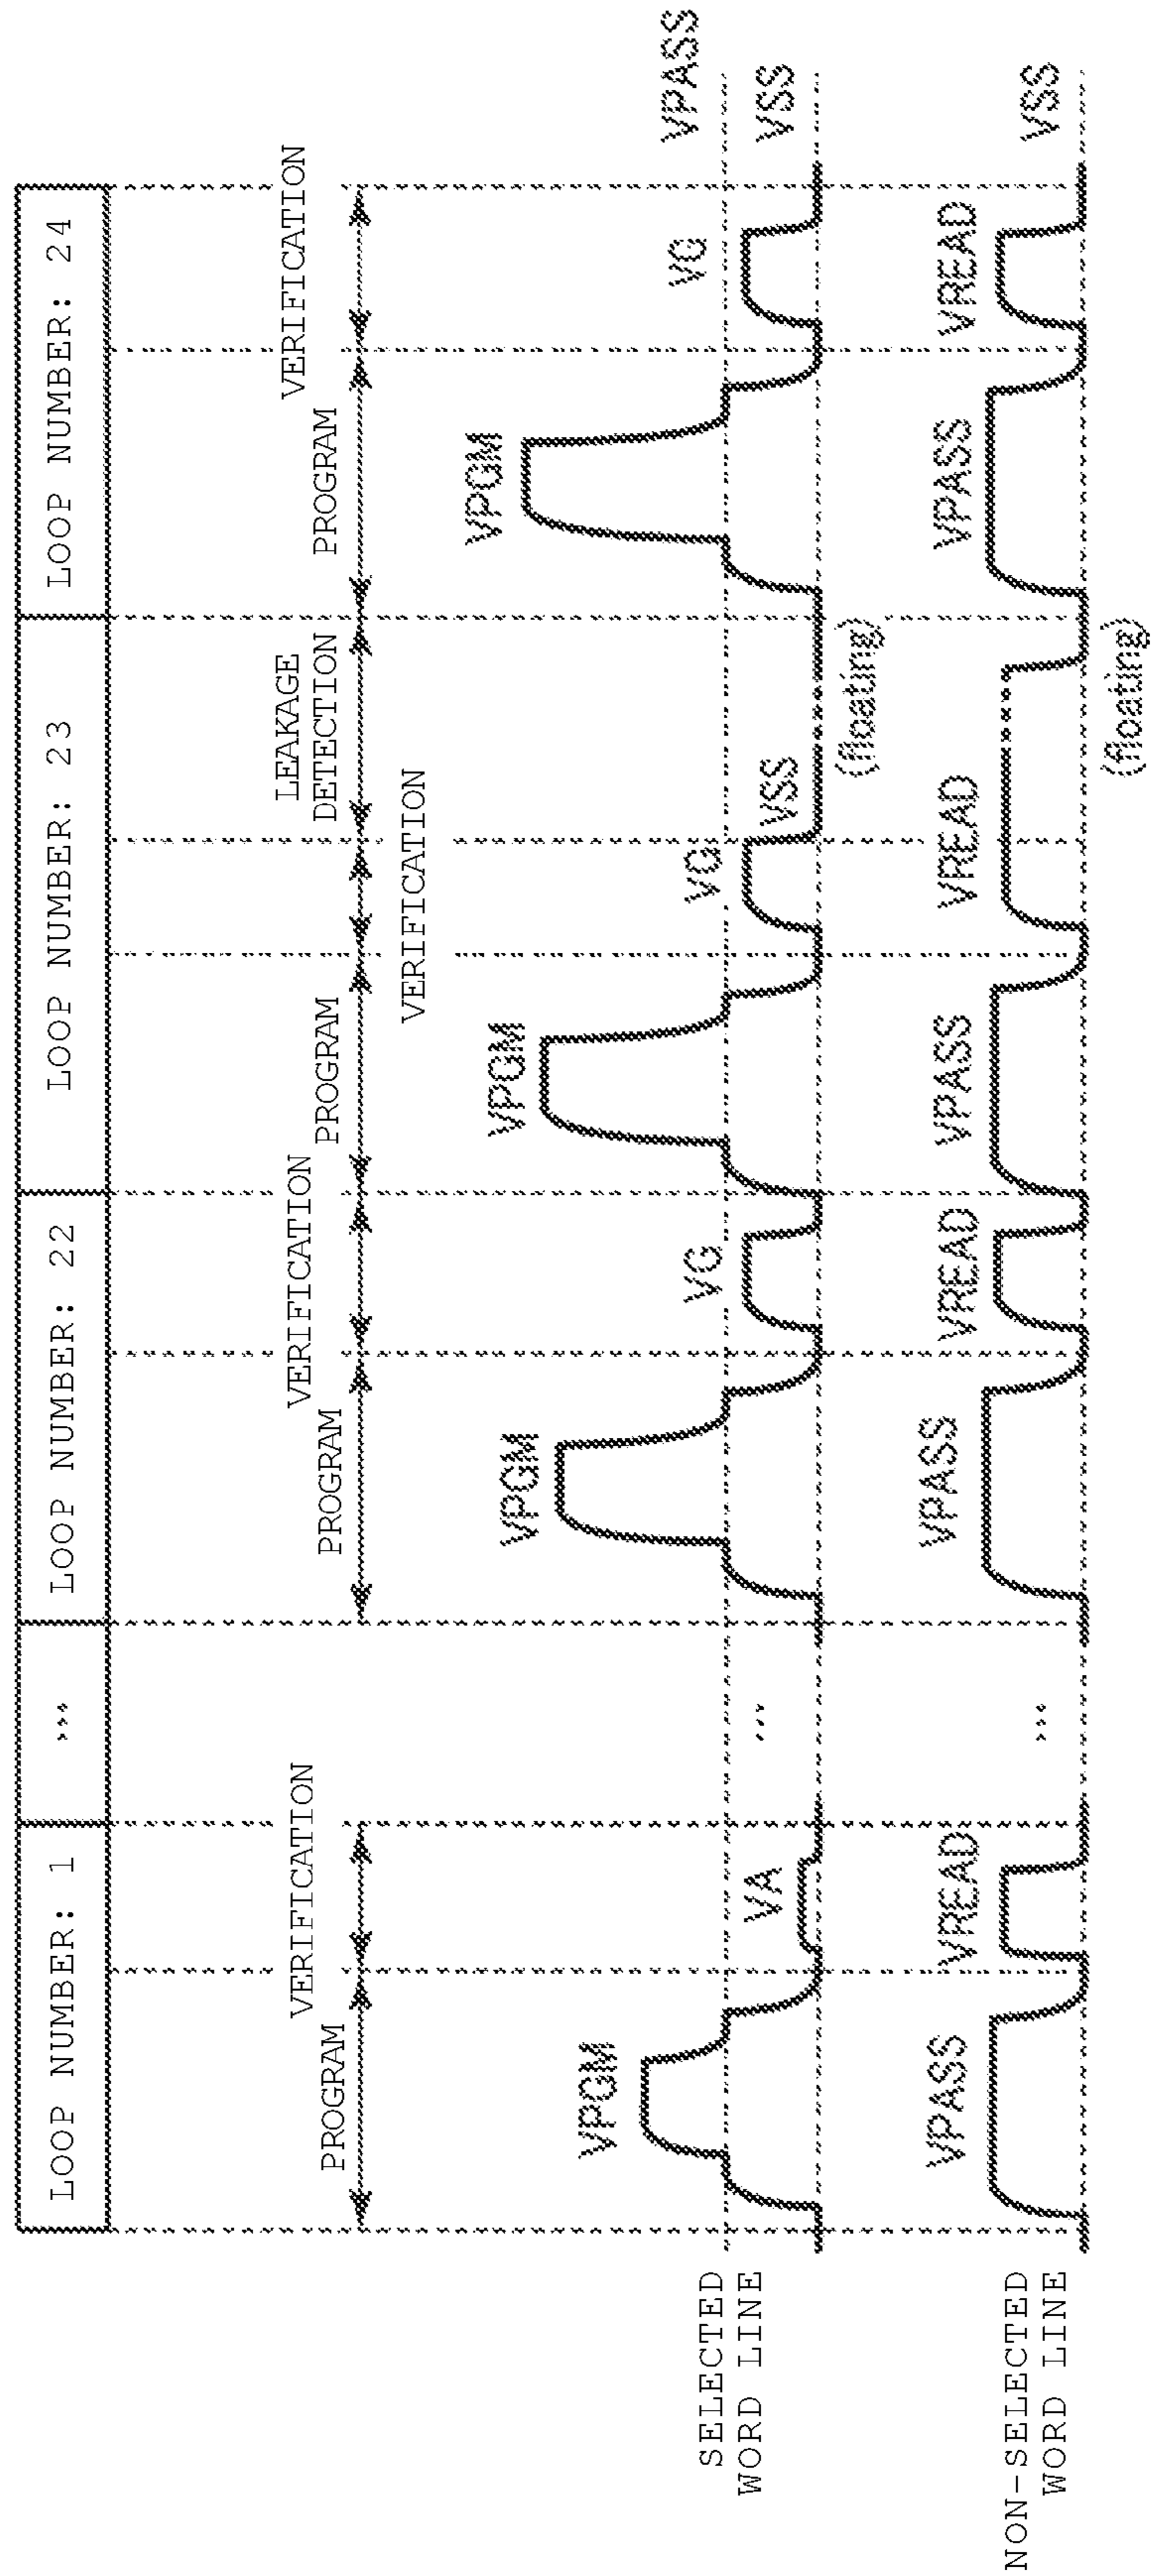 LOOP NUMBER: 1
...
LOOP NUMBER: 22
LOOP NUMBER: 23
LOOP NUMBER: 24
VERIFICATION
PROGRAM
VERIFICATION
PROGRAM
VERIFICATION
PROGRAM
LEAKAGE
DETECTION
VERIFICATION
PROGRAM
VPGM
VPGM
VPGM
VPGM
SELECTED
WORD LINE
VA
...
VG
VG
VSS
(floating)
VG
VPASS
VSS
NON-SELECTED
WORD LINE
VPASS
VREAD
...
VPASS
VREAD
VPASS
VREAD
(floating)
VPASS
VREAD
VSS